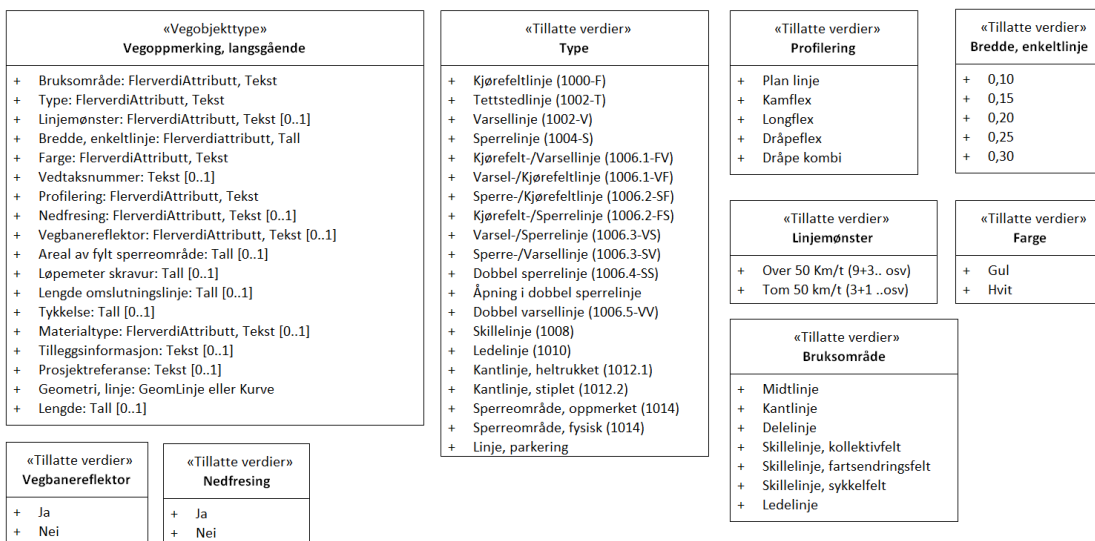 «Vegobjekttype»
Vegoppmerking, langsgående
+ Bruksområde: FlerverdiAttributt, Tekst
+ Type: FlerverdiAttributt, Tekst
+ Linjemønster: FlerverdiAttributt, Tekst [0..1]
+ Bredde, enkeltlinje: Flerverdiattributt, Tall
+ Farge: FlerverdiAttributt, Tekst
+ Vedtaksnummer: Tekst [0..1]
+ Profilering: FlerverdiAttributt, Tekst
+ Nedfresing: FlerverdiAttributt, Tekst [0..1]
+ Vegbanereflektor: FlerverdiAttributt, Tekst [0..1]
+ Areal av fylt sperreområde: Tall [0..1]
+ Løpemeter skravur: Tall [0..1]
+ Lengde omslutningslinje: Tall [0..1]
+ Tykkelse: Tall [0..1]
+ Materialtype: FlerverdiAttributt, Tekst [0..1]
+ Tilleggsinformasjon: Tekst [0..1]
+ Prosjektreferanse: Tekst [0..1]
+ Geometri, linje: GeomLinje eller Kurve
+ Lengde: Tall [0..1]
«Tillatte verdier»
Type
+ Kjørefeltlinje (1000-F)
+ Tettstedlinje (1002-T)
+ Varsellinje (1002-V)
+ Sperrelinje (1004-S)
+ Kjørefelt-/Varsellinje (1006.1-FV)
+ Varsel-/Kjørefeltlinje (1006.1-VF)
+ Sperre-/Kjørefeltlinje (1006.2-SF)
+ Kjørefelt-/Sperrelinje (1006.2-FS)
+ Varsel-/Sperrelinje (1006.3-VS)
+ Sperre-/Varsellinje (1006.3-SV)
+ Dobbel sperrelinje (1006.4-SS)
+ Åpning i dobbel sperrelinje
+ Dobbel varsellinje (1006.5-VV)
+ Skillelinje (1008)
+ Ledelinje (1010)
+ Kantlinje, heltrukket (1012.1)
+ Kantlinje, stiplet (1012.2)
+ Sperreområde, oppmerket (1014)
+ Sperreområde, fysisk (1014)
+ Linje, parkering
«Tillatte verdier»
Profilering
+ Plan linje
+ Kamflex
+ Longflex
+ Dråpeflex
+ Dråpe kombi
«Tillatte verdier»
Bredde, enkeltlinje
+ 0,10
+ 0,15
+ 0,20
+ 0,25
+ 0,30
«Tillatte verdier»
Linjemønster
+ Over 50 Km/t (9+3.. osv)
+ Tom 50 km/t (3+1 ..osv)
«Tillatte verdier»
Farge
+ Gul
+ Hvit
«Tillatte verdier»
Bruksområde
+ Midtlinje
+ Kantlinje
+ Delelinje
+ Skillelinje, kollektivfelt
+ Skillelinje, fartsendringsfelt
+ Skillelinje, sykkelfelt
+ Ledelinje
«Tillatte verdier»
Vegbanereflektor
+ Ja
+ Nei
«Tillatte verdier»
Nedfresing
+ Ja
+ Nei